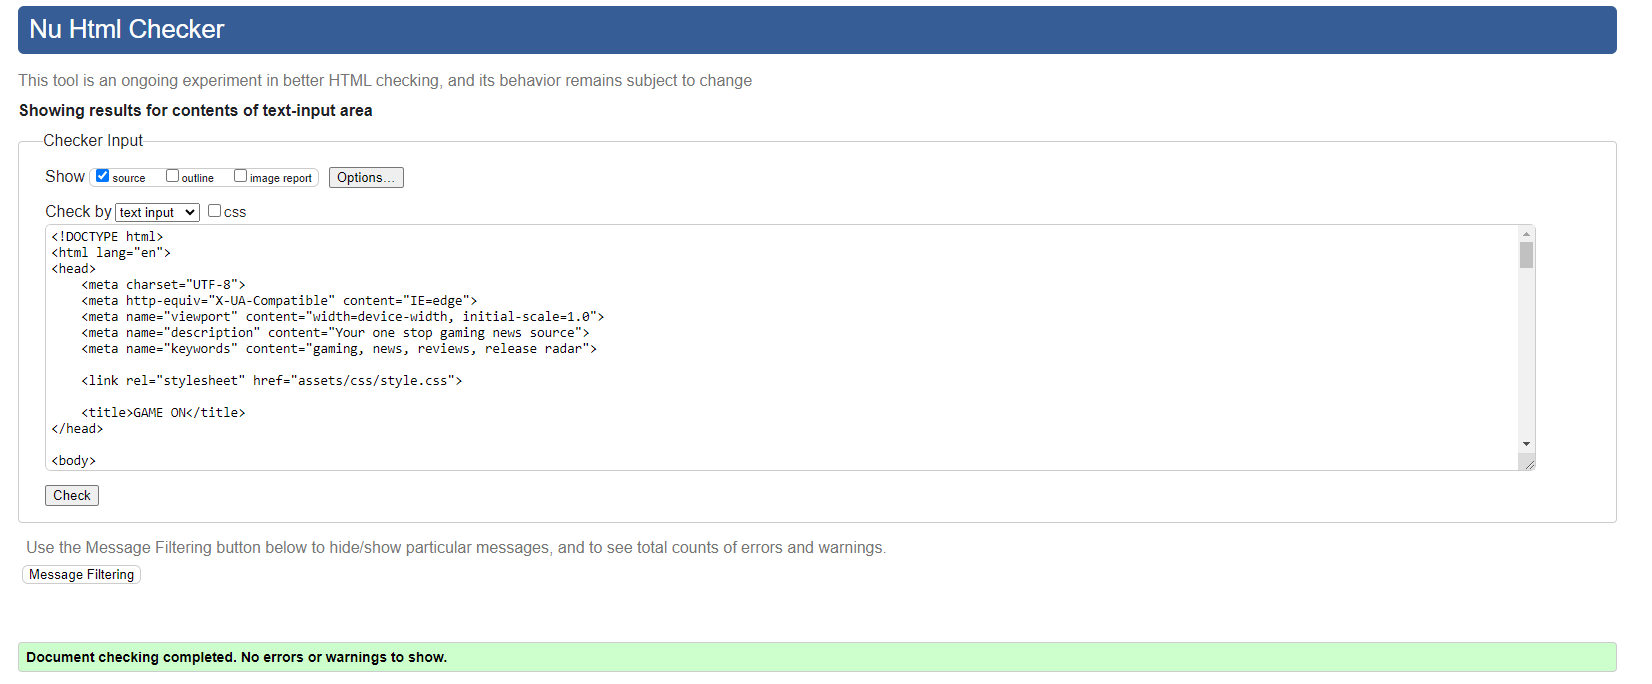 Nu Html Checker
This tool is an ongoing experiment in better HTML checking, and its behavior remains subject to change
Showing results for contents of text-input area
Checker Input
Show source outline image report Options...
Check by text input css
<!DOCTYPE html>
<html lang="en">
<head>
    <meta charset="UTF-8">
    <meta http-equiv="X-UA-Compatible" content="IE=edge">
    <meta name="viewport" content="width=device-width, initial-scale=1.0">
    <meta name="description" content="Your one stop gaming news source">
    <meta name="keywords" content="gaming, news, reviews, release radar">
    <link rel="stylesheet" href="assets/css/style.css">
    <title>GAME ON</title>
</head>
<body>
Check
Use the Message Filtering button below to hide/show particular messages, and to see total counts of errors and warnings.
Message Filtering
Document checking completed. No errors or warnings to show.